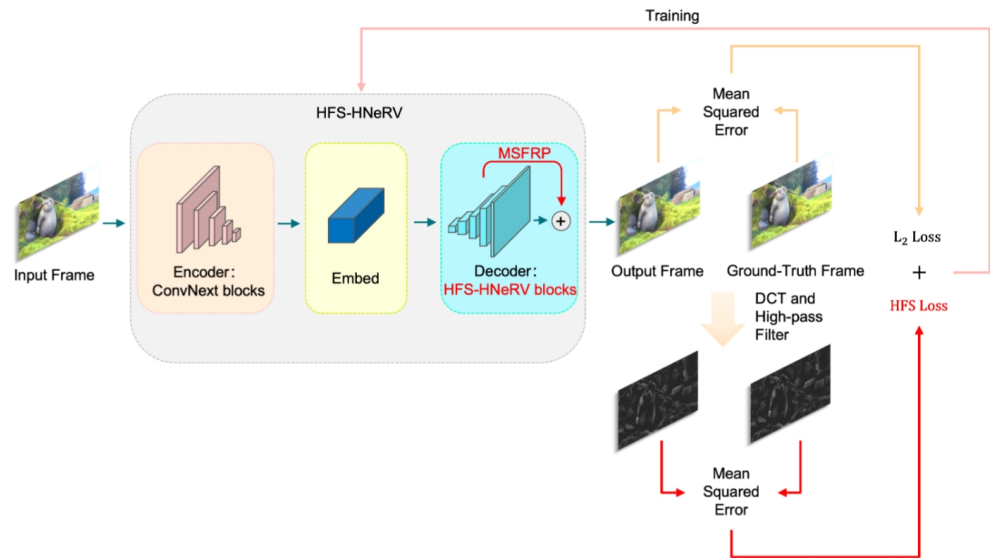 Training
HFS-HNeRV
MSFRP
Mean
Squared
Error
Input Frame
Encoder:
ConvNext blocks
Embed
Decoder:
HFS-HNeRV blocks
+
Output Frame
Ground-Truth Frame
L₂ Loss
+
HFS Loss
DCT and
High-pass
Filter
Mean
Squared
Error